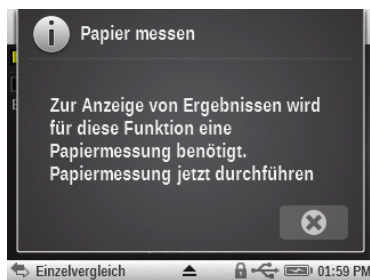 Papier messen
Zur Anzeige von Ergebnissen wird
für diese Funktion eine
Papiermessung benötigt.
Papiermessung jetzt durchführen
Einzelvergleich
01:59 PM